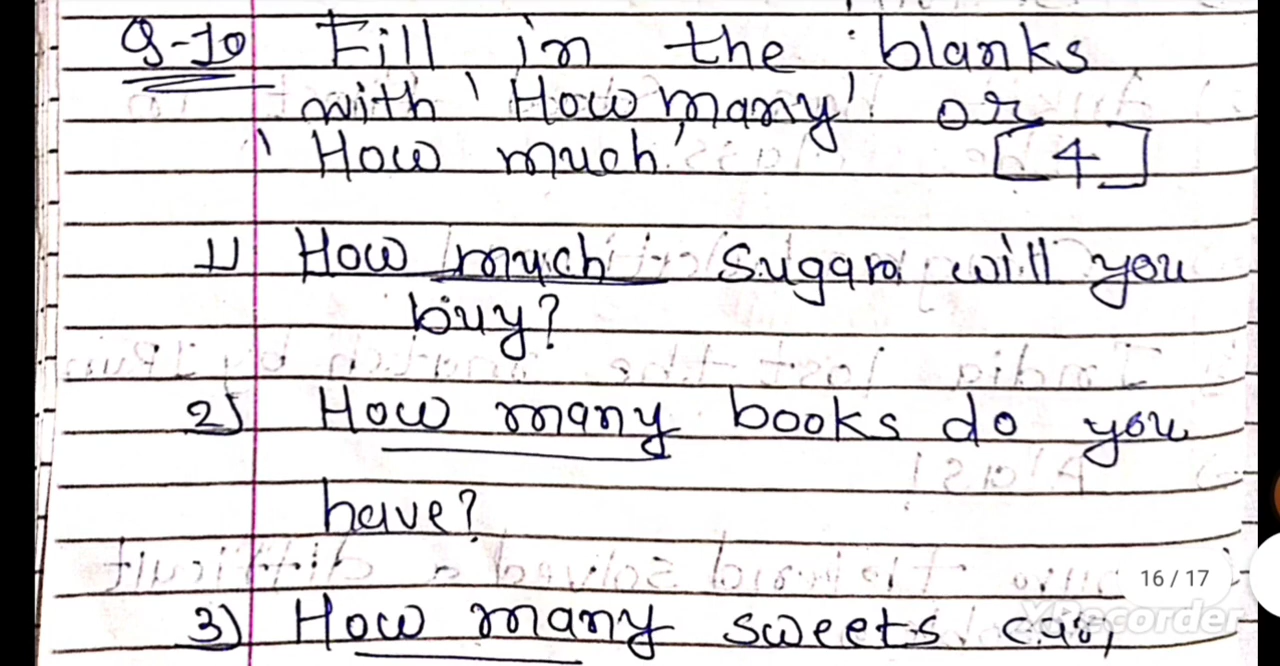 Q-10 Fill in the blanks
with 'How many' or
'How much' [4]
1) How much sugar will you
buy?
2) How many books do you
have?
3) How many sweets can
16 / 17
XRecorder